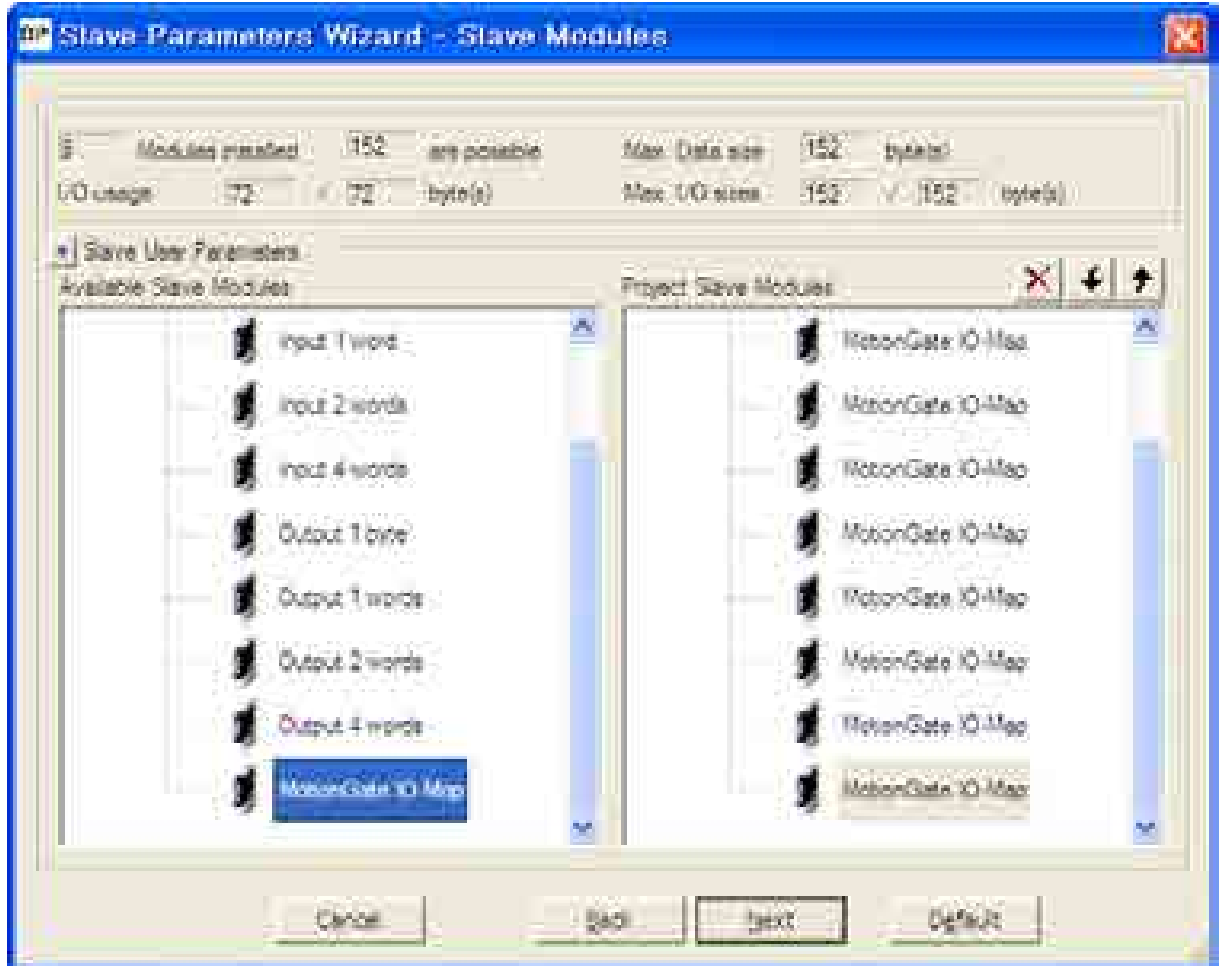 Slave Parameters Wizard - Slave Modules
9 Modules installed 152 are possible Max. Data size 152 byte(s)
I/O usage 72 / 72 byte(s) Max. I/O sizes 152 / 152 byte(s)
Slave User Parameters
Available Slave Modules
Project Slave Modules
Input 1 word
Input 2 words
Input 4 words
Output 1 byte
Output 1 words
Output 2 words
Output 4 words
MotionGate IO-Map
MotionGate IO-Map
MotionGate IO-Map
MotionGate IO-Map
MotionGate IO-Map
MotionGate IO-Map
MotionGate IO-Map
MotionGate IO-Map
MotionGate IO-Map
Cancel
Back
Next
Default